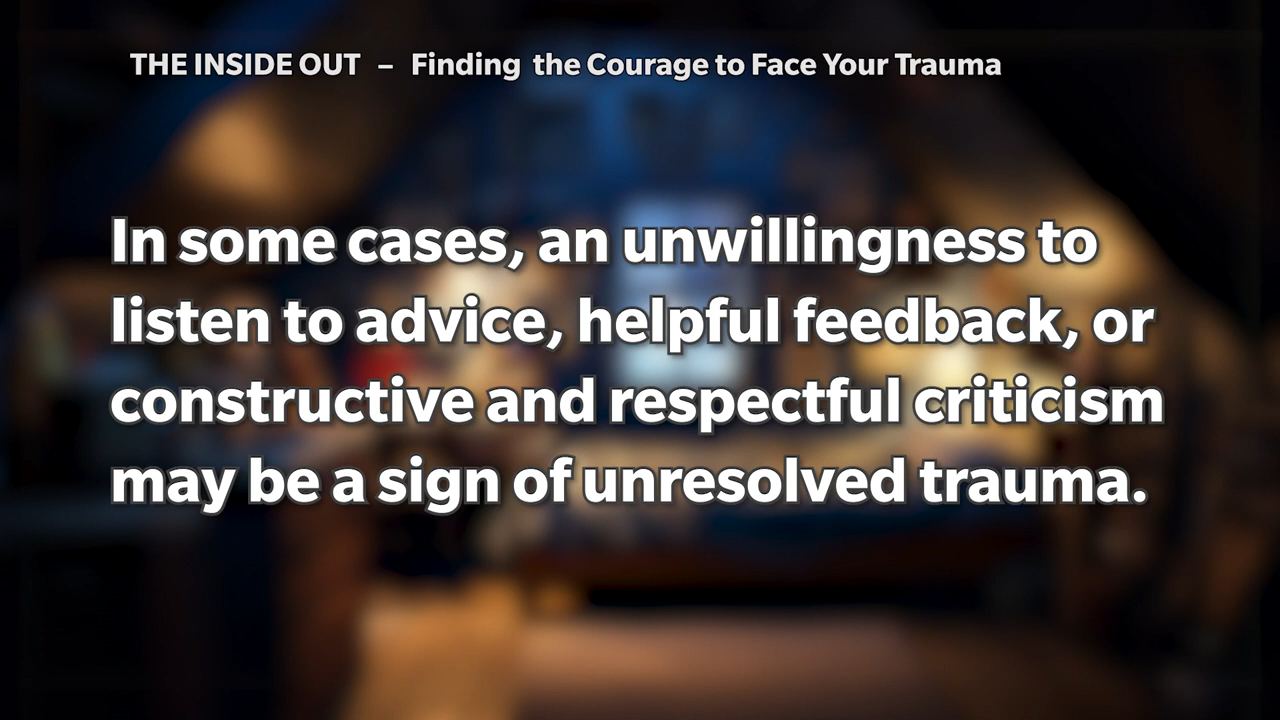 THE INSIDE OUT – Finding the Courage to Face Your Trauma
In some cases, an unwillingness to
listen to advice, helpful feedback, or
constructive and respectful criticism
may be a sign of unresolved trauma.